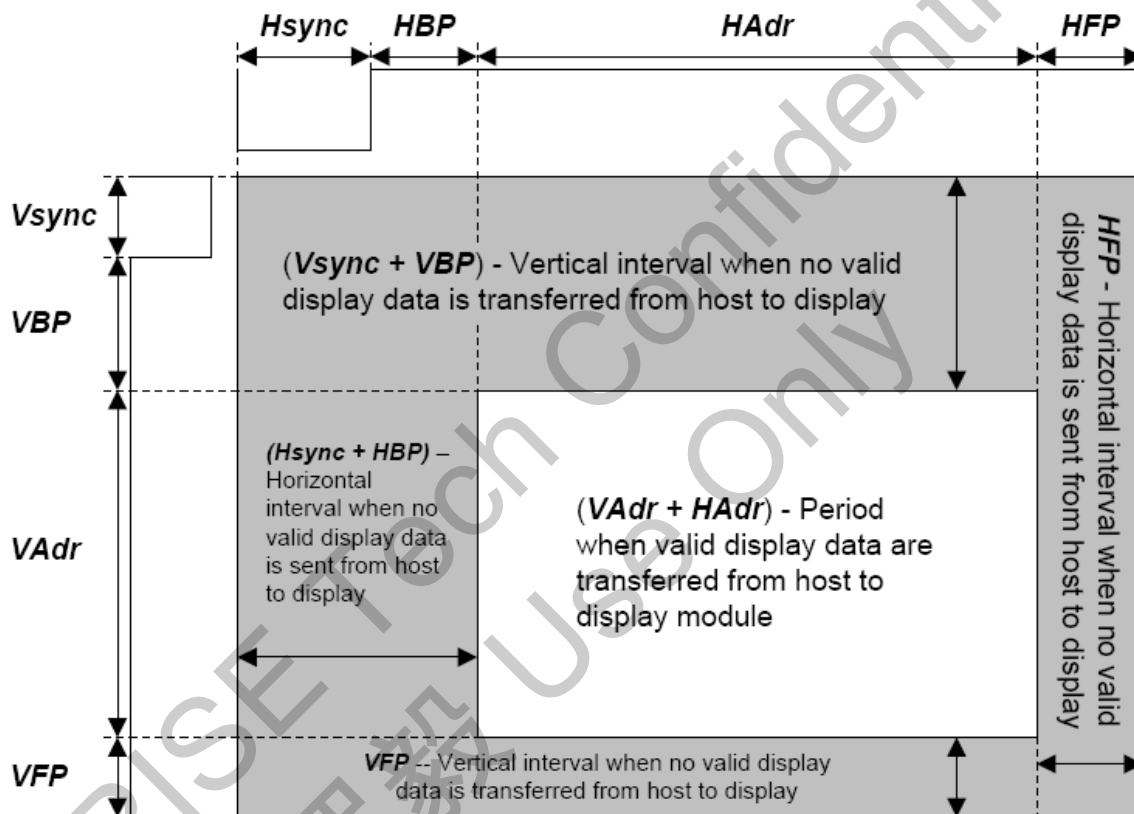 Hsync HBP HAdr HFP
Vsync
VBP
VAdr
VFP
(Vsync + VBP) - Vertical interval when no valid
display data is transferred from host to display
HFP - Horizontal interval when no valid
display data is sent from host to display
(Hsync + HBP) –
Horizontal
interval when no
valid display data
is sent from host
to display
(VAdr + HAdr) - Period
when valid display data are
transferred from host to
display module
VFP -- Vertical interval when no valid display
data is transferred from host to display
RISE Tech Confidenti
Use Only